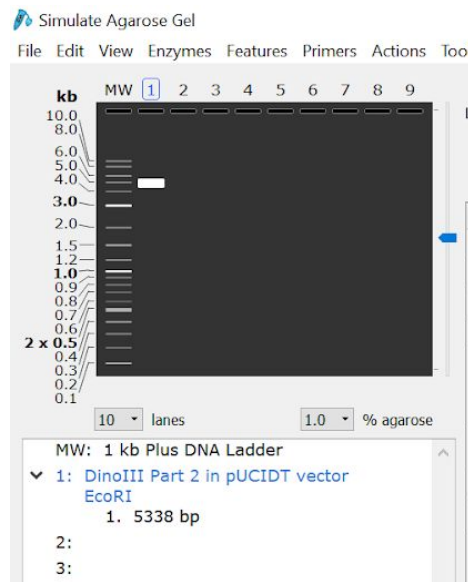 Simulate Agarose Gel
File Edit View Enzymes Features Primers Actions Too
kb MW 1 2 3 4 5 6 7 8 9
10.0
8.0
6.0
5.0
4.0
3.0
2.0
1.5
1.2
1.0
0.9
0.8
0.7
0.6
2 x 0.5
0.4
0.3
0.2
0.1
10 lanes 1.0 % agarose
MW: 1 kb Plus DNA Ladder
1: DinoIII Part 2 in pUCIDT vector
EcoRI
1. 5338 bp
2:
3: